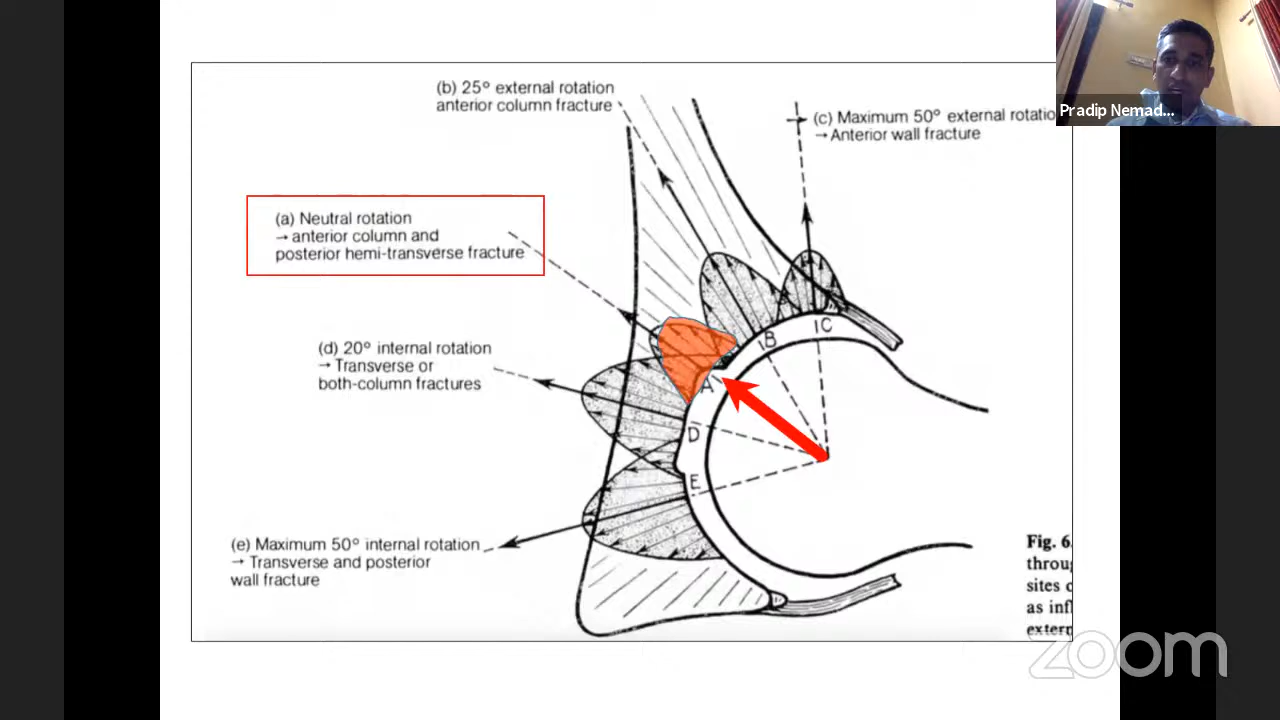 (b) 25° external rotation
anterior column fracture
(c) Maximum 50° external rotatio
→ Anterior wall fracture
Pradip Nemad...
(a) Neutral rotation
→ anterior column and
posterior hemi-transverse fracture
(d) 20° internal rotation
→ Transverse or
both-column fractures
(e) Maximum 50° internal rotation
→ Transverse and posterior
wall fracture
A
B
C
D
E
Fig. 6.
throug
sites o
as infl
extern
zoom